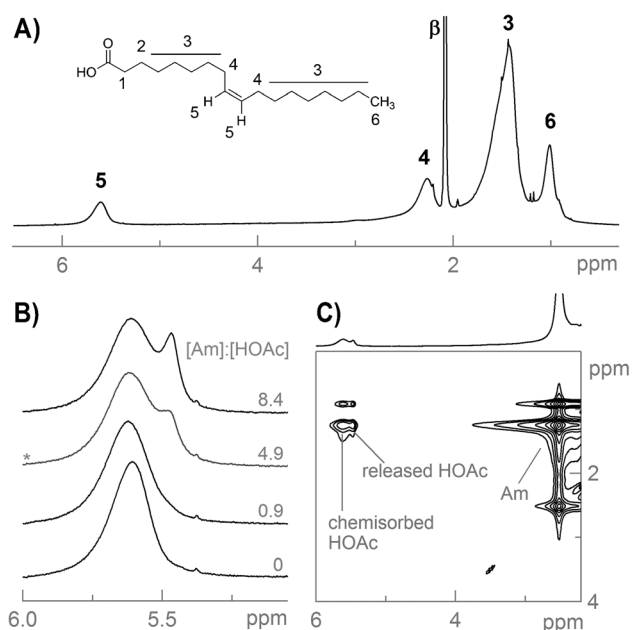 A)
β
3
2 3
O
4
4 3
HO
1
CH3
5
H
6
H
5
6
4
5
6 4 2 ppm
B)
[Am]:[HOAc]
8.4
*
4.9
0.9
0
6.0 5.5 ppm
C)
ppm
released HOAc
Am
2
chemisorbed
HOAc
4
6 4 ppm